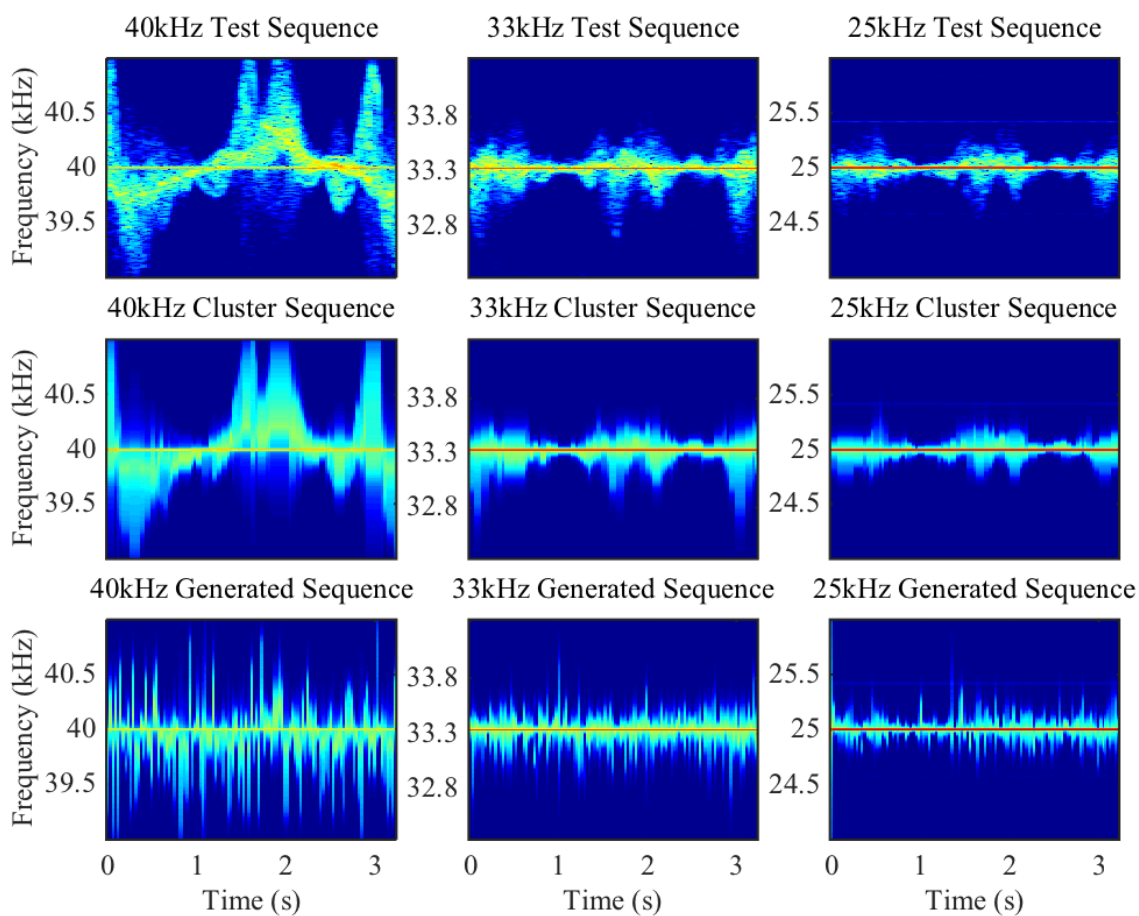 40kHz Test Sequence
33kHz Test Sequence
25kHz Test Sequence
Frequency (kHz)
40.5
40
39.5
33.8
33.3
32.8
25.5
25
24.5
40kHz Cluster Sequence
33kHz Cluster Sequence
25kHz Cluster Sequence
Frequency (kHz)
40.5
40
39.5
33.8
33.3
32.8
25.5
25
24.5
40kHz Generated Sequence
33kHz Generated Sequence
25kHz Generated Sequence
Frequency (kHz)
40.5
40
39.5
33.8
33.3
32.8
25.5
25
24.5
0 1 2 3
0 1 2 3
0 1 2 3
Time (s)
Time (s)
Time (s)